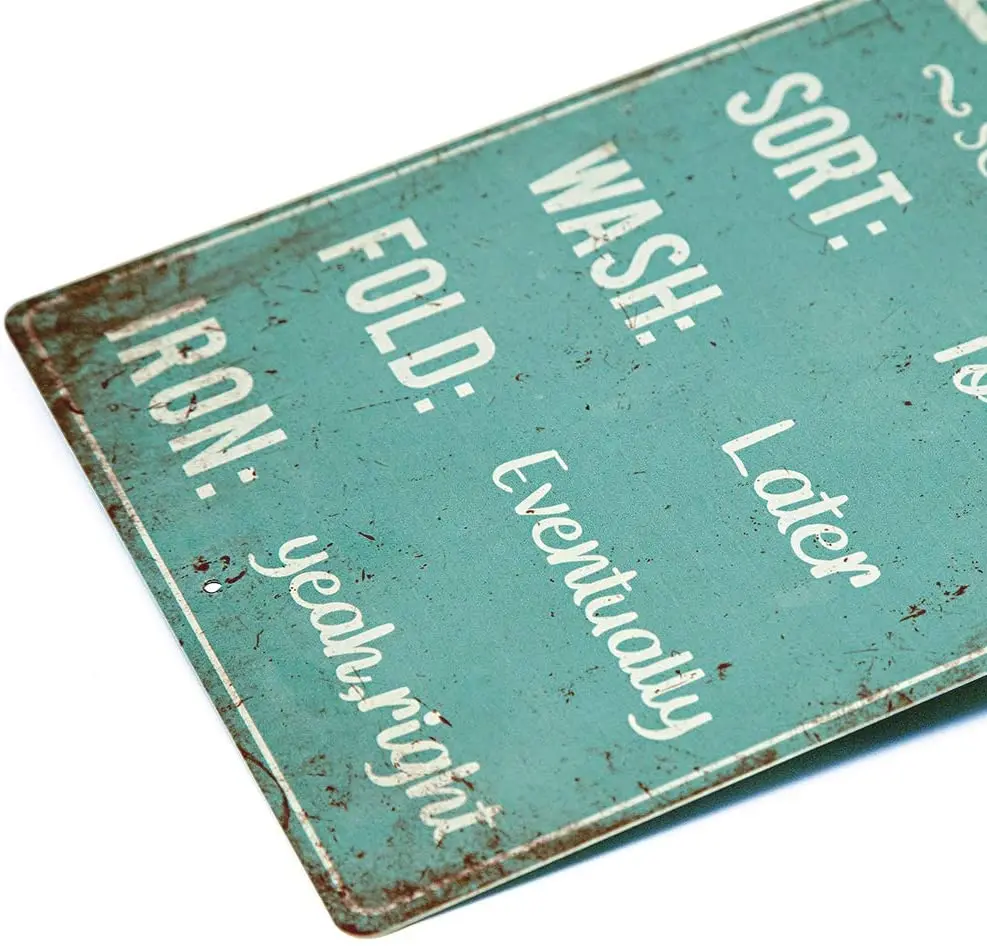 SORT:
WASH: Later
FOLD: Eventually
IRON: yeah, right